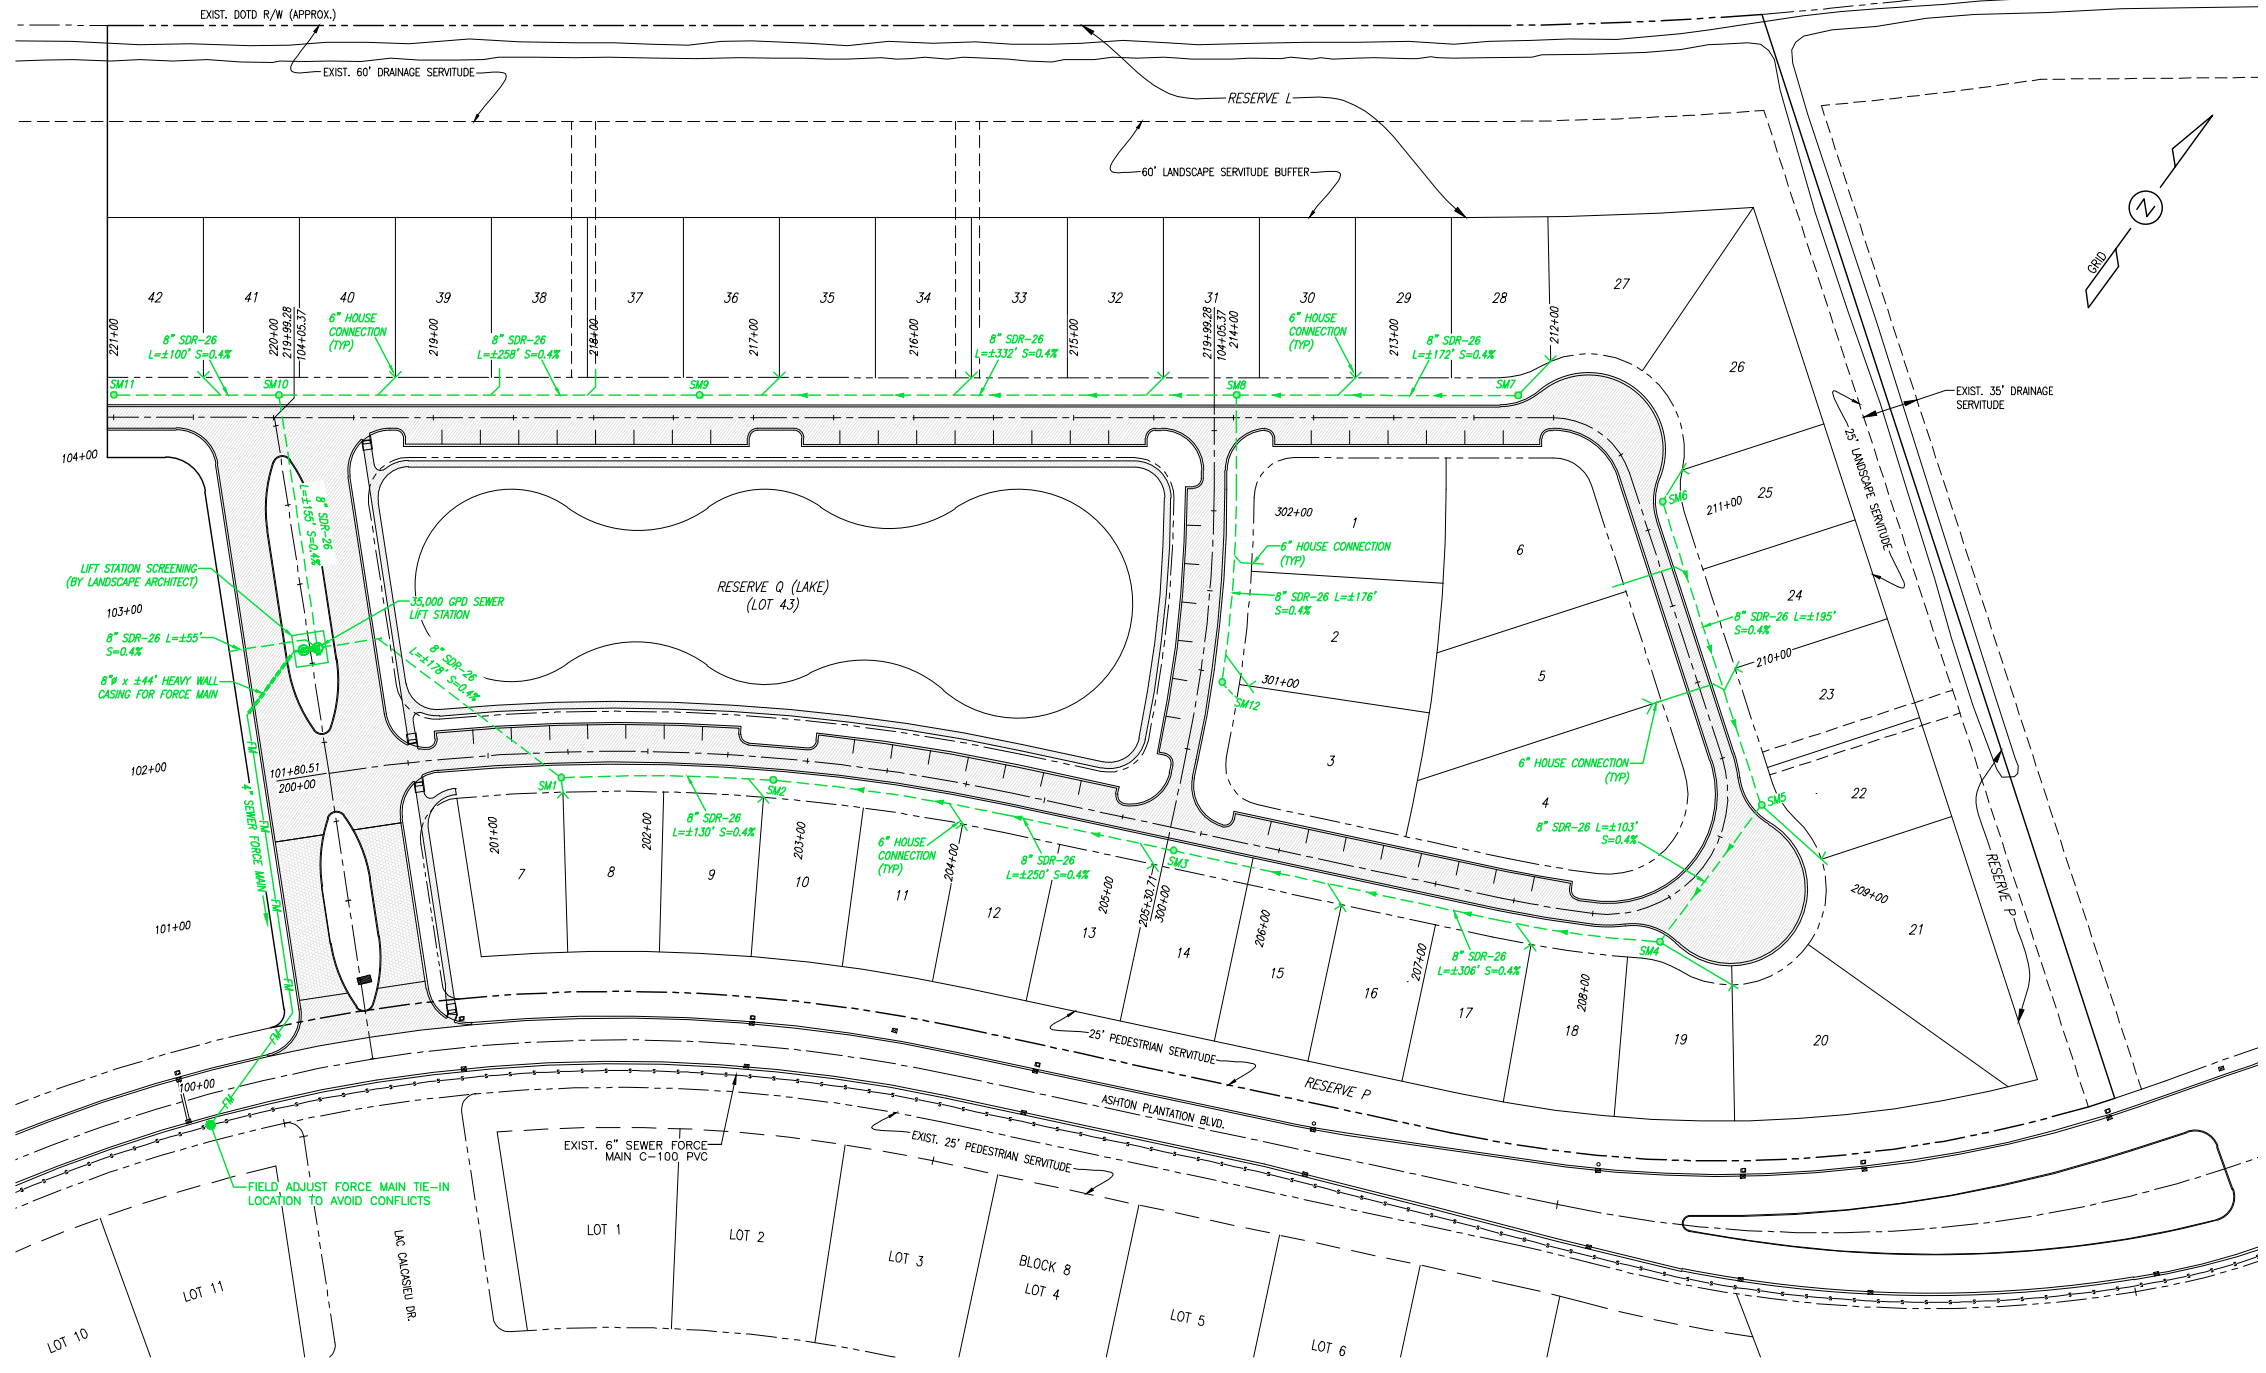 EXIST. DOTD R/W (APPROX.)
EXIST. 60' DRAINAGE SERVITUDE
RESERVE L
60' LANDSCAPE SERVITUDE BUFFER
GRID
N
42
41
40
39
38
37
36
35
34
33
32
31
30
29
28
27
26
221+00
8" SDR-26
L=±100' S=0.4%
220+00
219+99.28
104+05.37
6" HOUSE
CONNECTION
(TYP)
219+00
8" SDR-26
L=±258' S=0.4%
218+00
217+00
216+00
8" SDR-26
L=±332' S=0.4%
215+00
219+99.28
104+05.37
214+00
6" HOUSE
CONNECTION
(TYP)
213+00
8" SDR-26
L=±172' S=0.4%
212+00
SM11
SM10
SM9
SM8
SM7
EXIST. 35' DRAINAGE
SERVITUDE
25' LANDSCAPE SERVITUDE
104+00
8" SDR-26
L=±155' S=0.4%
SM6
211+00
25
302+00
1
6
6" HOUSE CONNECTION
(TYP)
LIFT STATION SCREENING
(BY LANDSCAPE ARCHITECT)
RESERVE Q (LAKE)
(LOT 43)
35,000 GPD SEWER
LIFT STATION
103+00
8" SDR-26 L=±55'
S=0.4%
8" SDR-26 L=±176'
S=0.4%
24
8" SDR-26 L=±195'
S=0.4%
2
210+00
8" SDR-26
L=±178' S=0.4%
8"ø x ±44' HEAVY WALL
CASING FOR FORCE MAIN
301+00
SM12
5
23
FM
102+00
101+80.51
200+00
3
6" HOUSE CONNECTION
(TYP)
4" SEWER FORCE MAIN
FM
SM1
SM2
SM5
22
4
8" SDR-26 L=±103'
S=0.4%
201+00
202+00
8" SDR-26
L=±130' S=0.4%
203+00
6" HOUSE
CONNECTION
(TYP)
204+00
8" SDR-26
L=±250' S=0.4%
SM3
7
8
9
10
11
12
13
14
15
16
17
18
19
20
21
205+00
205+30.71
300+00
206+00
207+00
208+00
209+00
8" SDR-26
L=±306' S=0.4%
SM4
RESERVE P
101+00
FM
FM
FM
FM
100+00
25' PEDESTRIAN SERVITUDE
RESERVE P
ASHTON PLANTATION BLVD.
EXIST. 6" SEWER FORCE
MAIN C-100 PVC
EXIST. 25' PEDESTRIAN SERVITUDE
FIELD ADJUST FORCE MAIN TIE-IN
LOCATION TO AVOID CONFLICTS
LAC CALCASIEU DR.
LOT 10
LOT 11
LOT 1
LOT 2
LOT 3
BLOCK 8
LOT 4
LOT 5
LOT 6